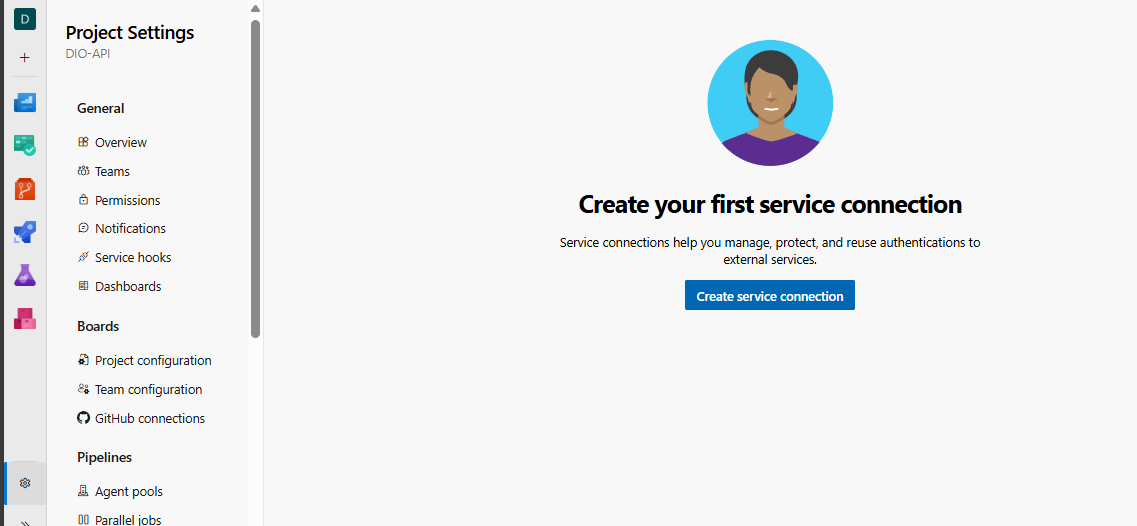 D
Project Settings
DIO-API
General
Overview
Teams
Permissions
Notifications
Service hooks
Dashboards
Boards
Project configuration
Team configuration
GitHub connections
Pipelines
Agent pools
Parallel jobs
Create your first service connection
Service connections help you manage, protect, and reuse authentications to
external services.
Create service connection